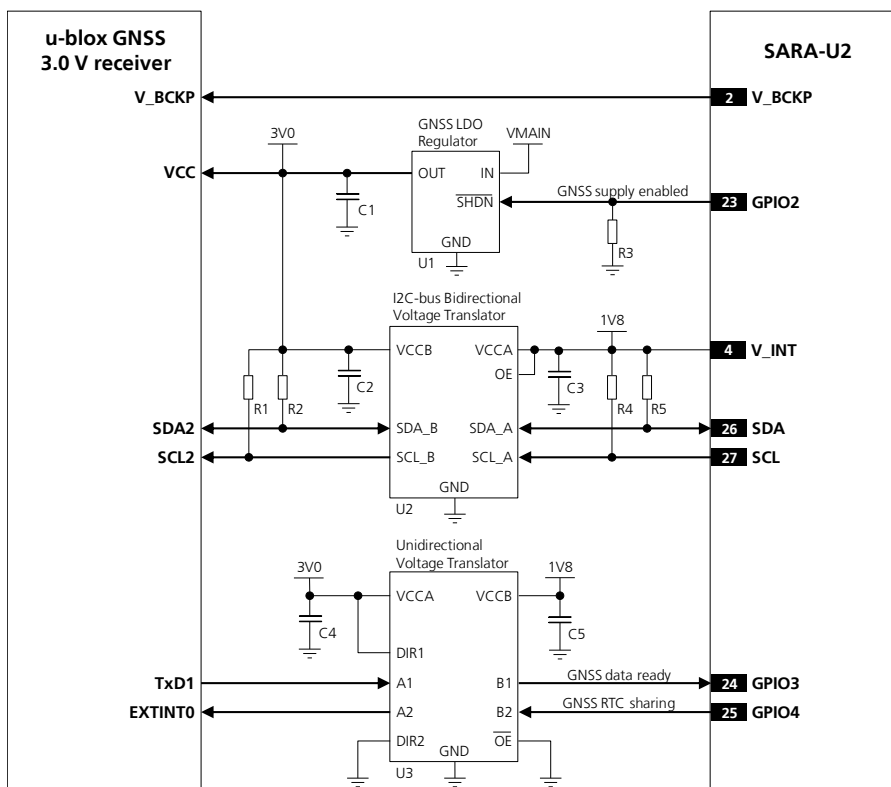 u-blox GNSS
3.0 V receiver
SARA-U2
V_BCKP
2 V_BCKP
GNSS LDO
Regulator
3V0
VMAIN
VCC
OUT
IN
C1
SHDN
GNSS supply enabled
23 GPIO2
GND
R3
U1
I2C-bus Bidirectional
Voltage Translator
1V8
VCCB
VCCA
4 V_INT
OE
C2
C3
R1
R2
R4
R5
SDA2
SDA_B
SDA_A
26 SDA
SCL2
SCL_B
SCL_A
27 SCL
GND
U2
Unidirectional
Voltage Translator
3V0
1V8
VCCA
VCCB
C4
C5
DIR1
TxD1
A1
B1
GNSS data ready
24 GPIO3
EXTINT0
A2
B2
GNSS RTC sharing
25 GPIO4
DIR2
OE
GND
U3